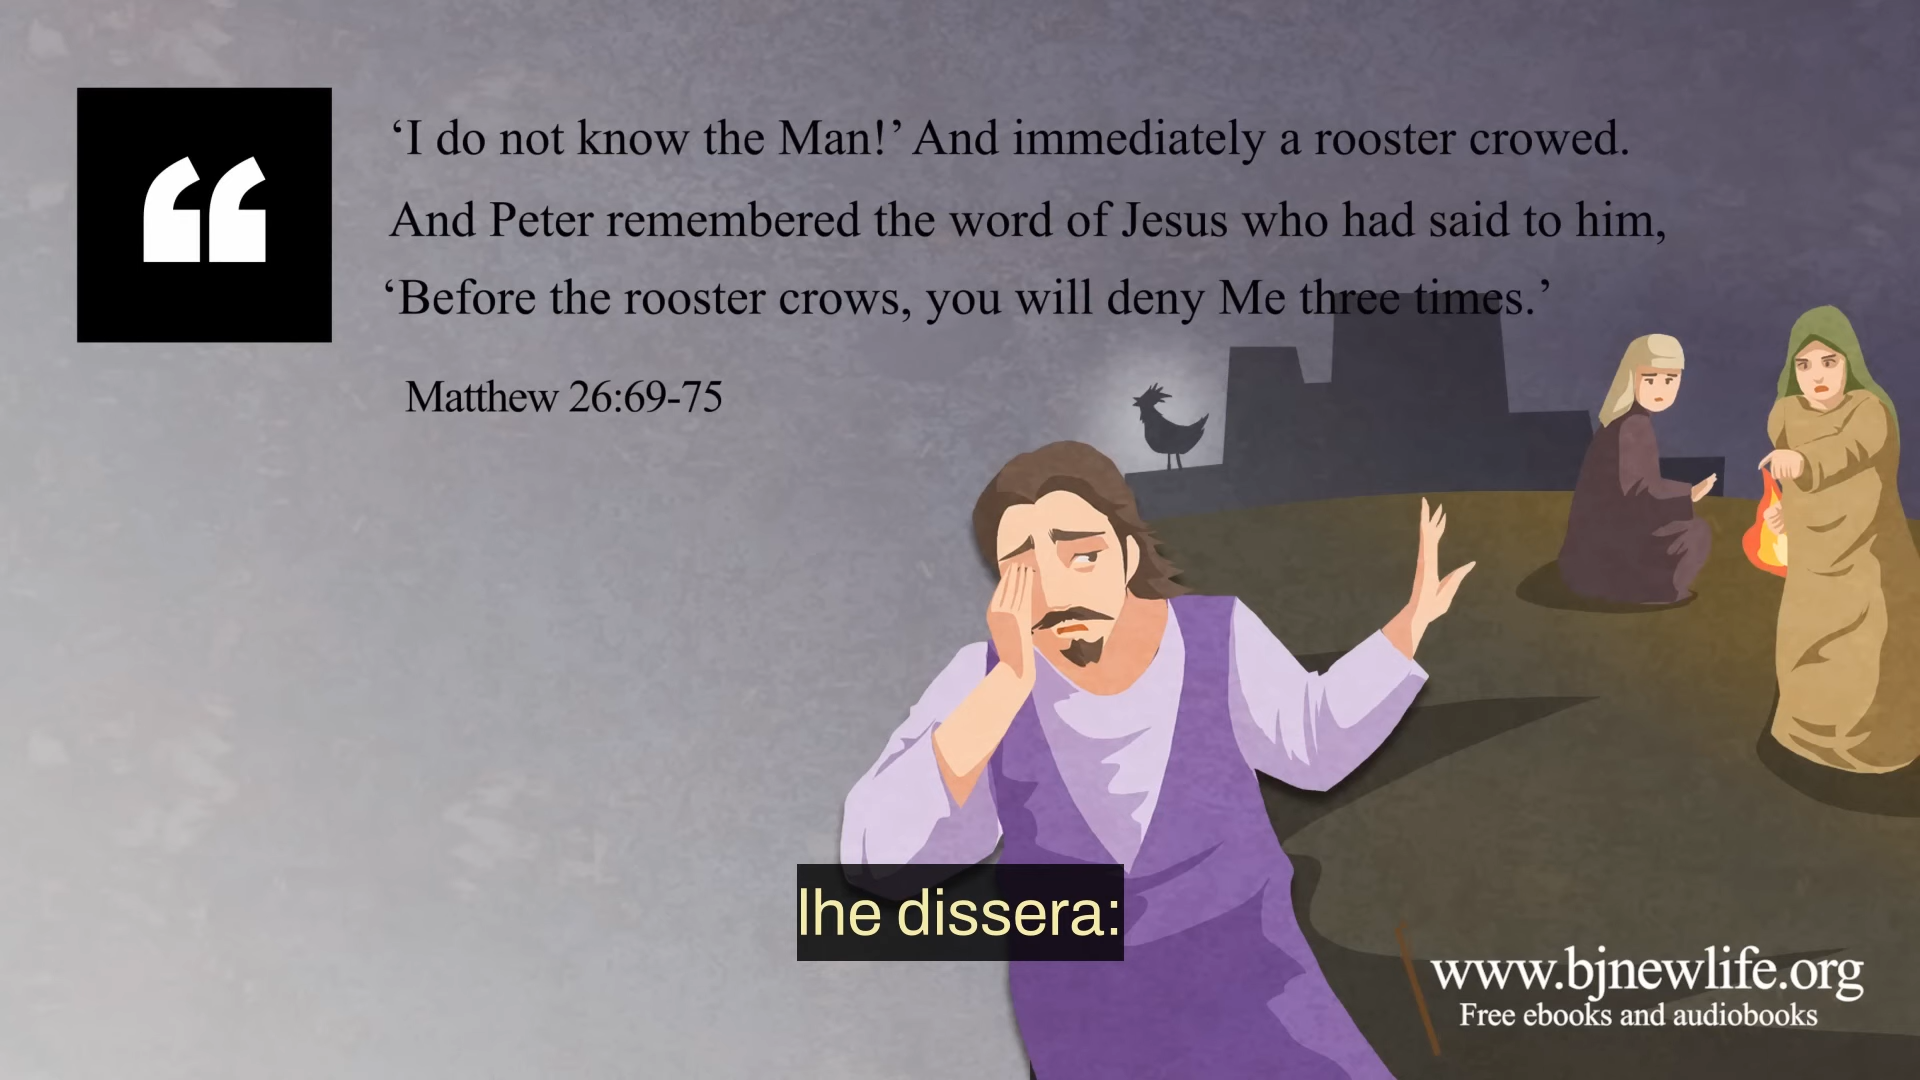 ‘I do not know the Man!’ And immediately a rooster crowed.
And Peter remembered the word of Jesus who had said to him,
‘Before the rooster crows, you will deny Me three times.’
Matthew 26:69-75
lhe dissera:
www.bjnewlife.org
Free ebooks and audiobooks